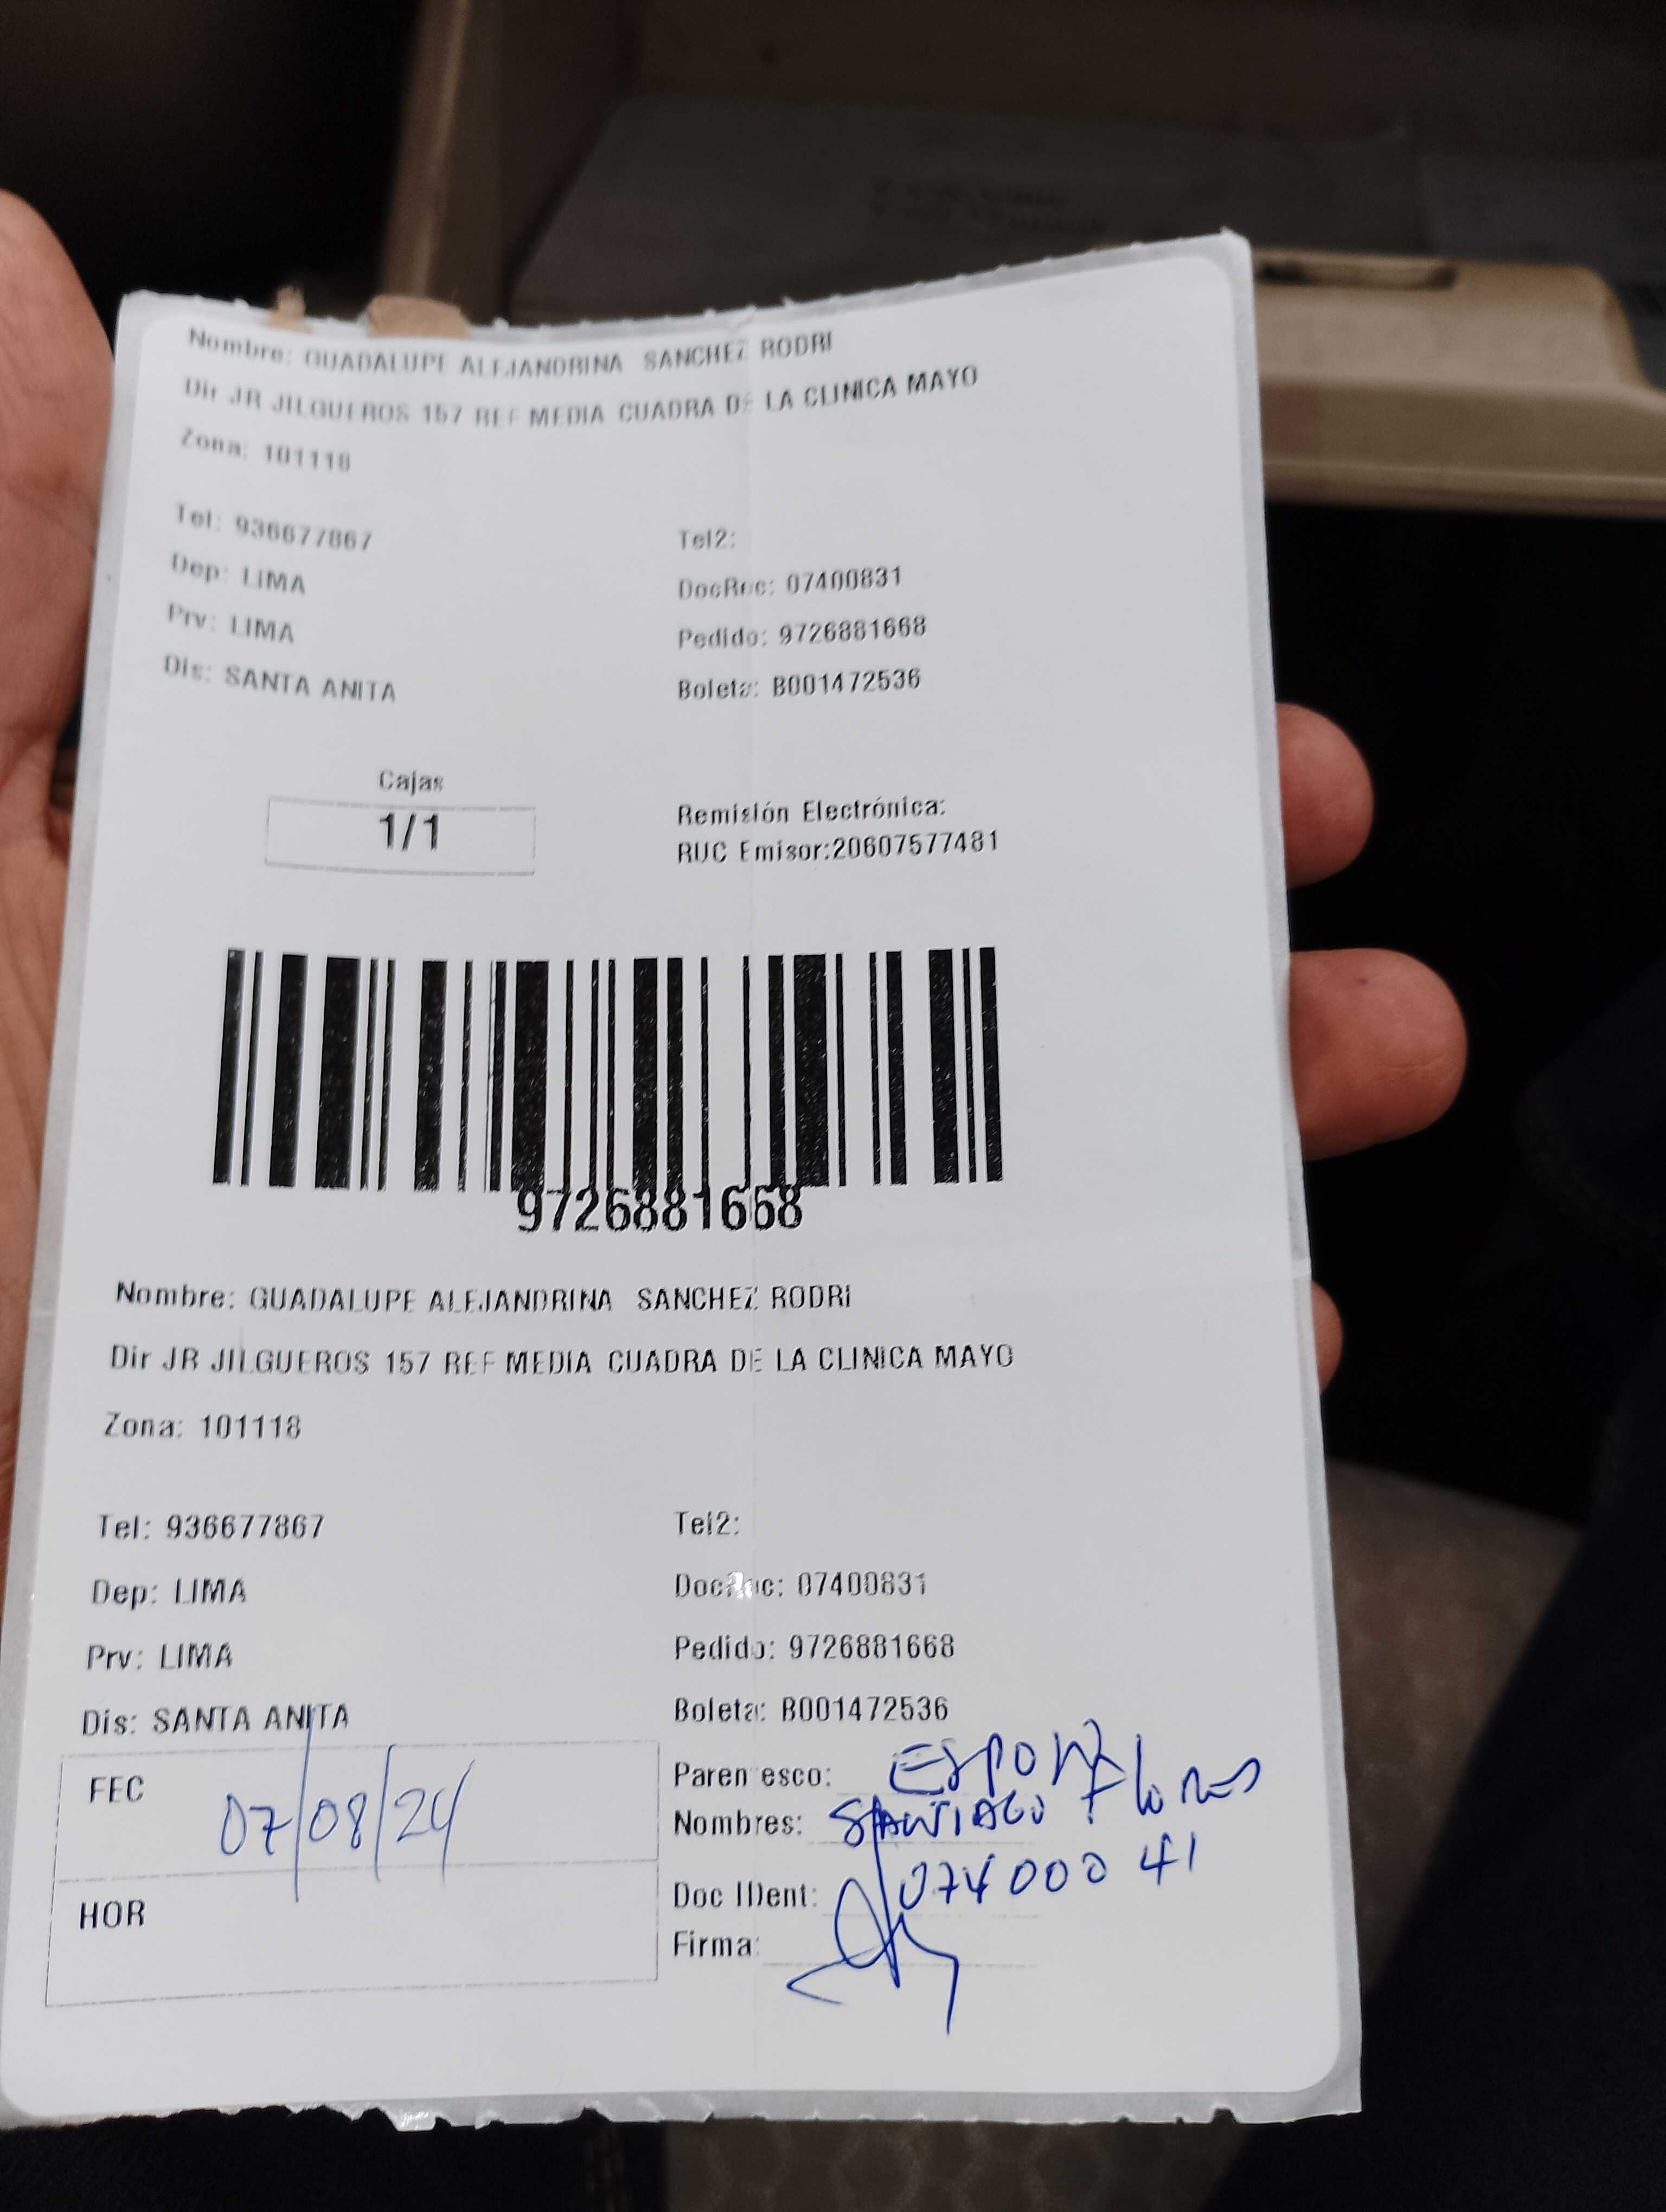 Nombre: GUADALUPE ALEJANDRINA SANCHEZ RODRI
Dir JR JILGUEROS 157 REF MEDIA CUADRA DE LA CLINICA MAYO
Zona: 101118
Tel: 936677867 Tel2:
Dep: LIMA DocRec: 07400831
Prv: LIMA Pedido: 9726881668
Dis: SANTA ANITA Boleta: B001472536
Cajas
1/1
Remisión Electrónica:
RUC Emisor:20607577481
9726881668
Nombre: GUADALUPE ALEJANDRINA SANCHEZ RODRI
Dir JR JILGUEROS 157 REF MEDIA CUADRA DE LA CLINICA MAYO
Zona: 101118
Tel: 936677867 Tel2:
Dep: LIMA DocRec: 07400831
Prv: LIMA Pedido: 9726881668
Dis: SANTA ANITA Boleta: B001472536
FEC 07/08/24
HOR
Parentesco:
Nombres: SANTIAGO Flores
Doc IDent: 07400041
Firma: